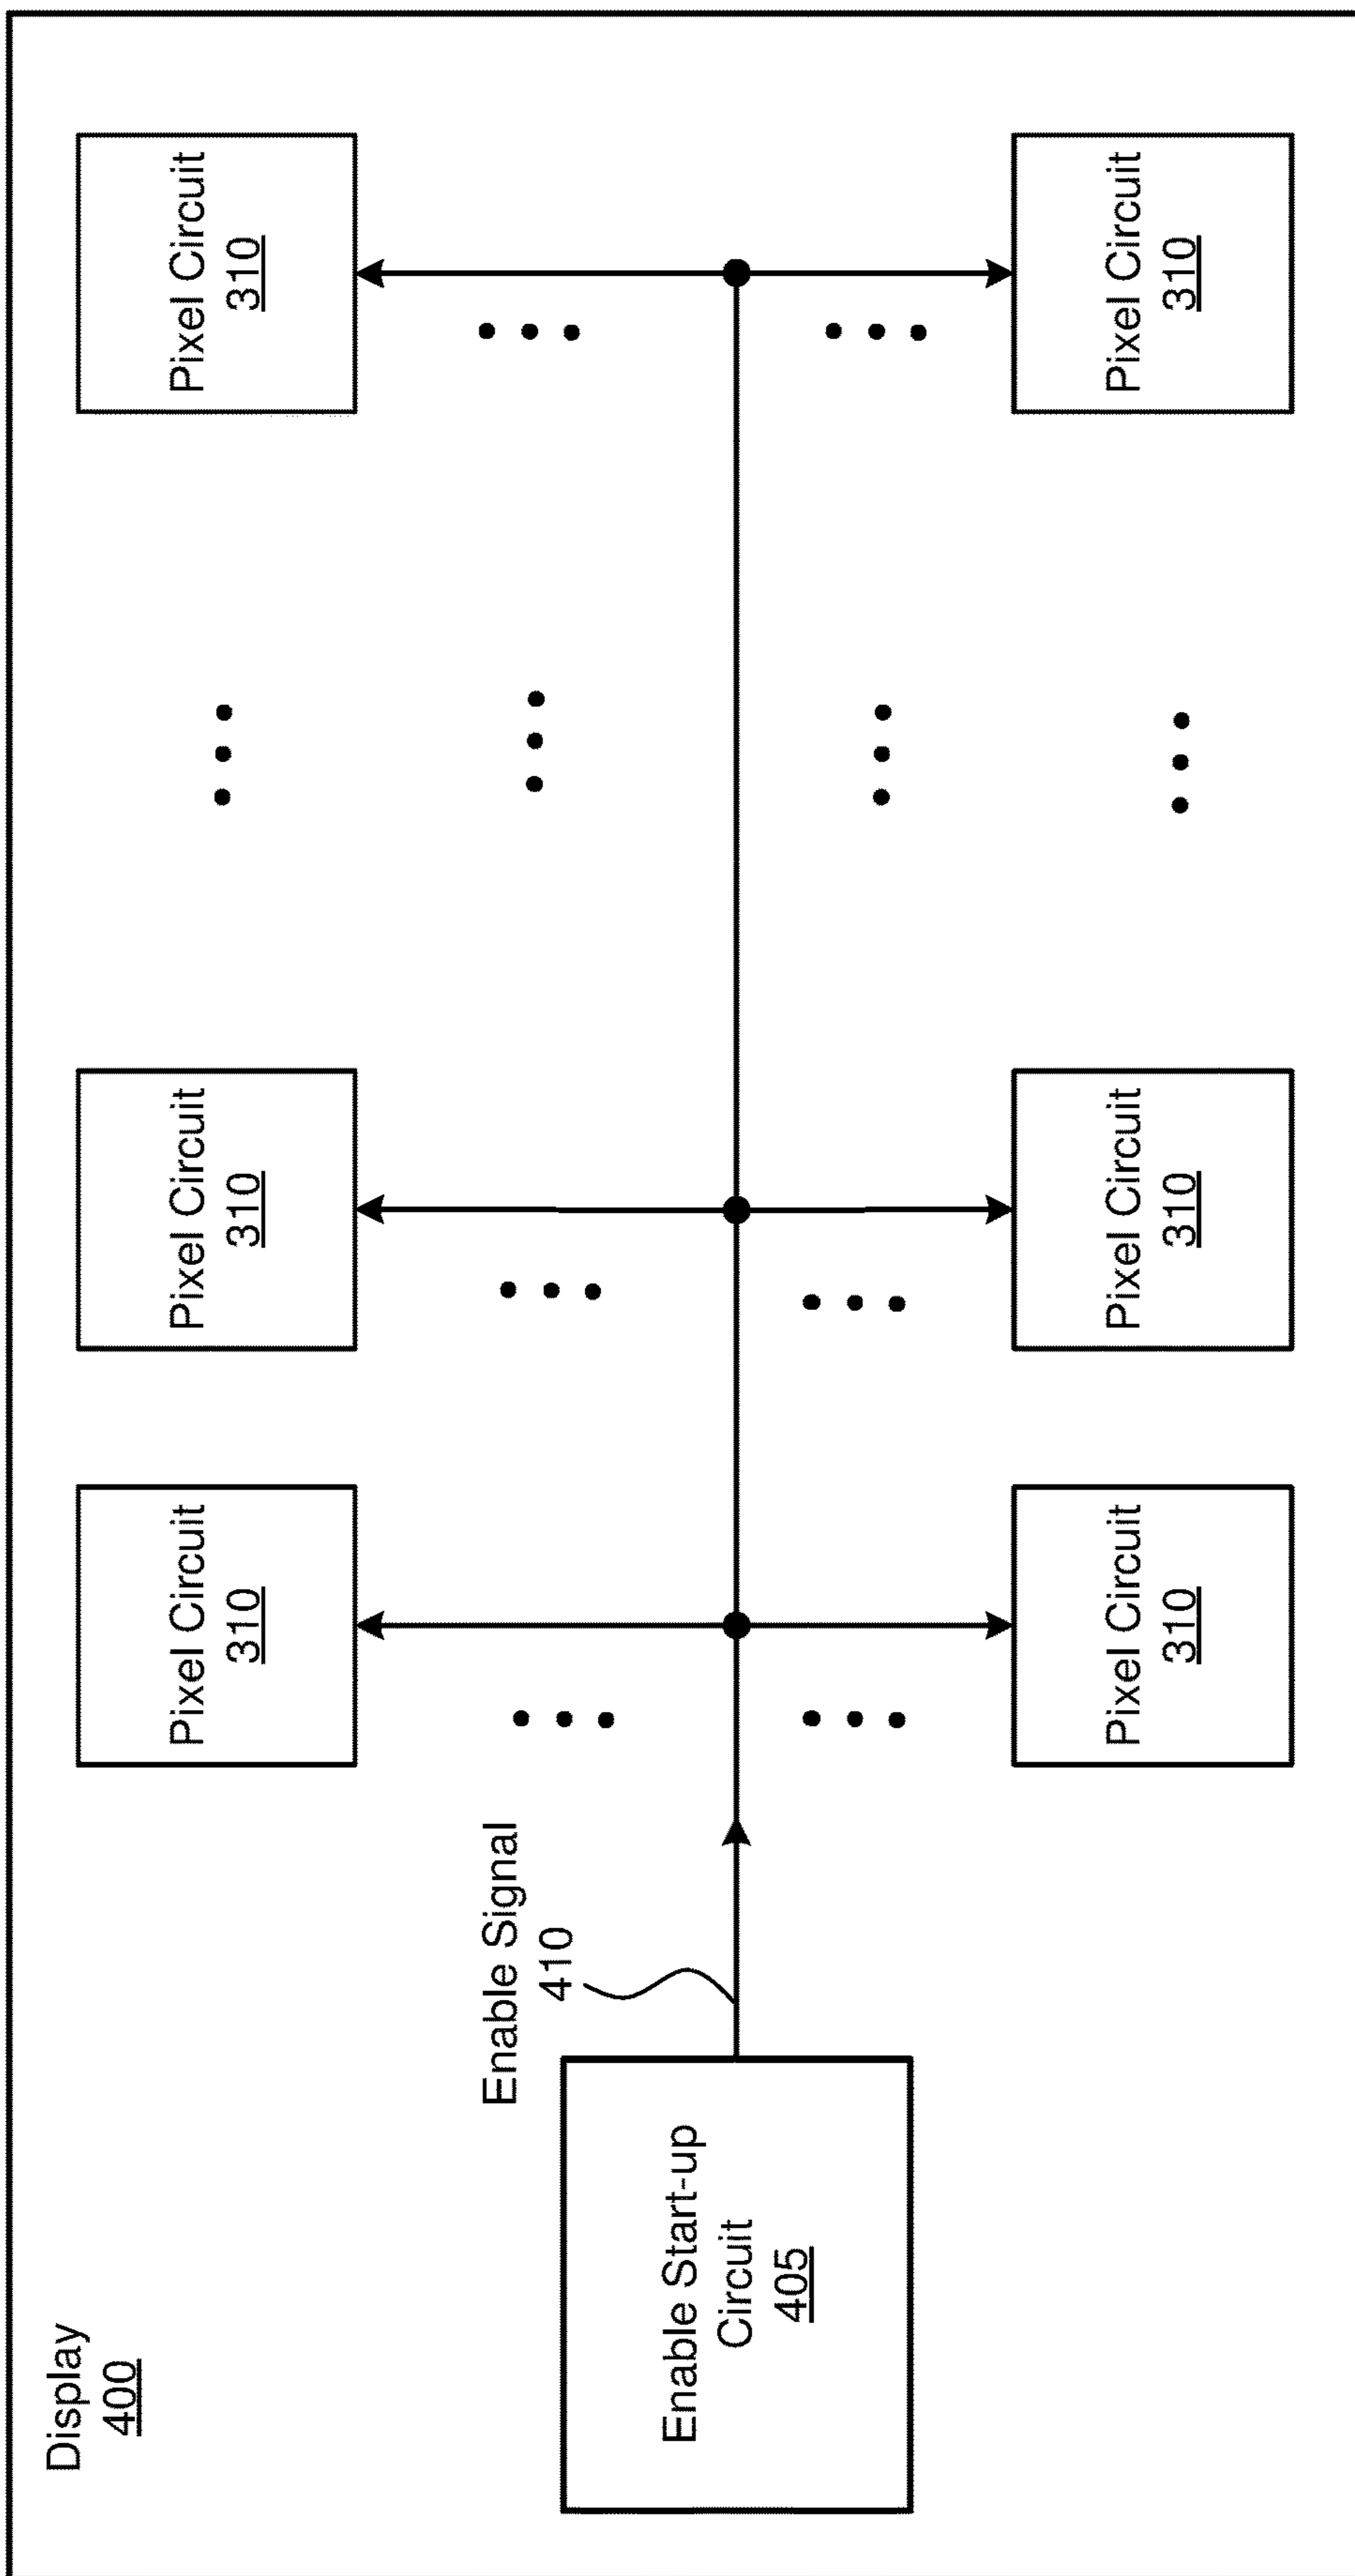 Display
400
Pixel Circuit
310
Pixel Circuit
310
Pixel Circuit
310
Enable Signal
410
Enable Start-up
Circuit
405
Pixel Circuit
310
Pixel Circuit
310
Pixel Circuit
310